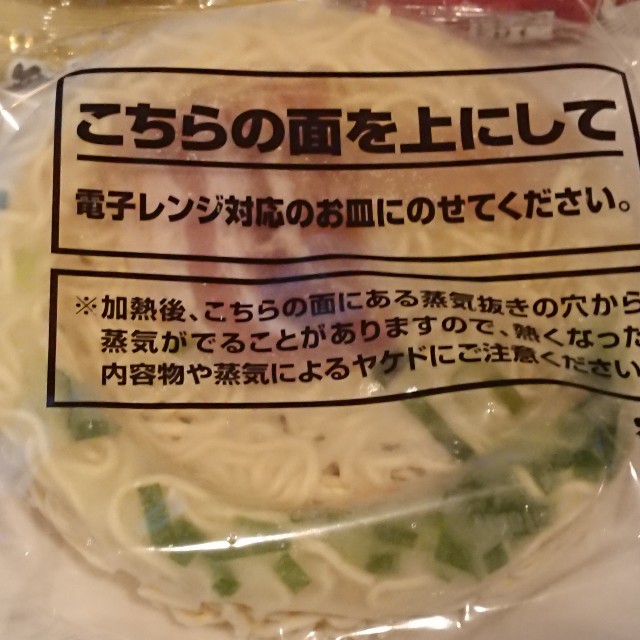 こちらの面を上にして
電子レンジ対応のお皿にのせてください。
※加熱後、こちらの面にある蒸気抜きの穴から
蒸気がでることがありますので、熱くなった
内容物や蒸気によるヤケドにご注意ください